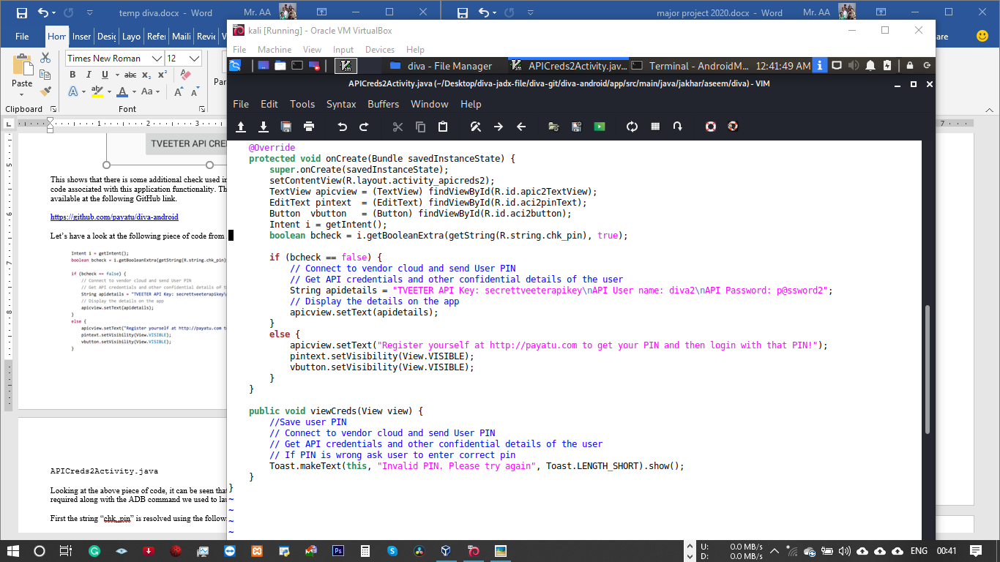 temp diva.docx - Word
Mr. AA
major project 2020.docx - Word
Mr. AA
File Hom Inser Desig Layo Refer Maili Revie V
Times New Roman 12
Paste
B I U abc x₂ x²
A ab A Aa
Clipboard
Font
Par
are
kali [Running] - Oracle VM VirtualBox
File Machine View Input Devices Help
diva - File Manager
APICreds2Activity.jav...
Terminal - AndroidM...
12:41:49 AM
APICreds2Activity.java (~/Desktop/diva-jadx-file/diva-git/diva-android/app/src/main/java/jakhar/aseem/diva) - VIM
File Edit Tools Syntax Buffers Window Help
@Override
protected void onCreate(Bundle savedInstanceState) {
super.onCreate(savedInstanceState);
setContentView(R.layout.activity_apicreds2);
TextView apicview = (TextView) findViewById(R.id.apic2TextView);
EditText pintext  = (EditText) findViewById(R.id.aci2pinText);
Button  vbutton   = (Button) findViewById(R.id.aci2button);
Intent i = getIntent();
boolean bcheck = i.getBooleanExtra(getString(R.string.chk_pin), true);
if (bcheck == false) {
// Connect to vendor cloud and send User PIN
// Get API credentials and other confidential details of the user
String apidetails = "TVEETER API Key: secrettveeterapikey\nAPI User name: diva2\nAPI Password: p@ssword2";
// Display the details on the app
apicview.setText(apidetails);
}
else {
apicview.setText("Register yourself at http://payatu.com to get your PIN and then login with that PIN!");
pintext.setVisibility(View.VISIBLE);
vbutton.setVisibility(View.VISIBLE);
}
}
public void viewCreds(View view) {
//Save user PIN
// Connect to vendor cloud and send User PIN
// Get API credentials and other confidential details of the user
// If PIN is wrong ask user to enter correct pin
Toast.makeText(this, "Invalid PIN. Please try again", Toast.LENGTH_SHORT).show();
}
}
~
~
~
~
1 2 3
7
5
6
7
8
TVEETER API CRE
This shows that there is some additional check used in
code associated with this application functionality. Th
available at the following GitHub link.
https://github.com/payatu/diva-android
Let's have a look at the following piece of code from
Intent i = getIntent();
boolean bcheck = i.getBooleanExtra(getString(R.string.chk_pin)
if (bcheck == false) {
// Connect to vendor cloud and send User PIN
// Get API credentials and other confidential details of t
String apidetails = "TVEETER API Key: secrettveeterapikey\
// Display the details on the app
apicview.setText(apidetails);
}
else {
apicview.setText("Register yourself at http://payatu.com t
pintext.setVisibility(View.VISIBLE);
vbutton.setVisibility(View.VISIBLE);
}
APICreds2Activity.java
Looking at the above piece of code, it can be seen that
required along with the ADB command we used to lau
First the string “chk_pin” is resolved using the follow
U: 0.0 MB/s
D: 0.0 MB/s
ENG
00:41